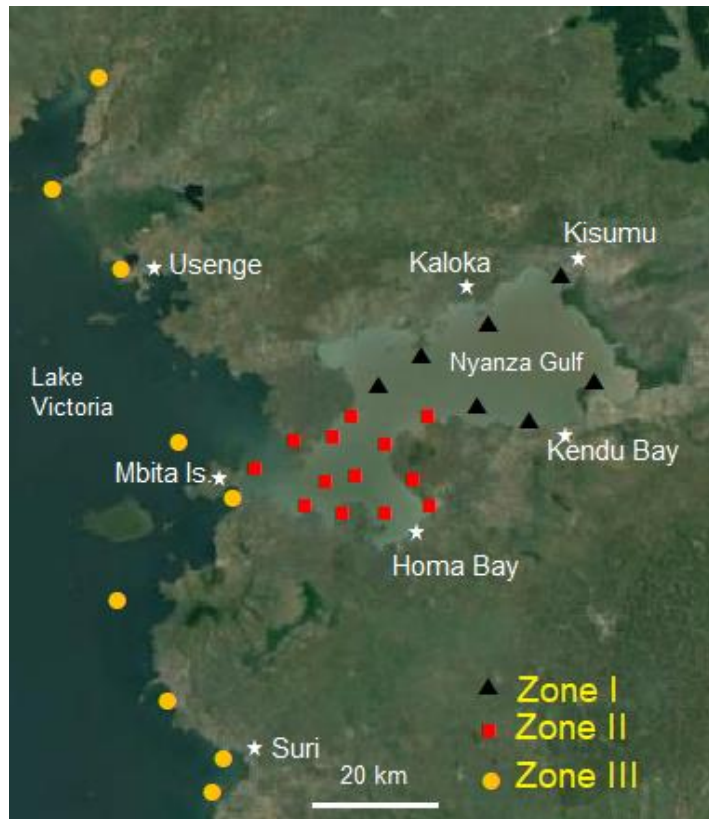 Kisumu
Kaloka
Usenge
Nyanza Gulf
Lake
Victoria
Kendu Bay
Mbita Is.
Homa Bay
Zone I
Zone II
Suri
20 km
Zone III